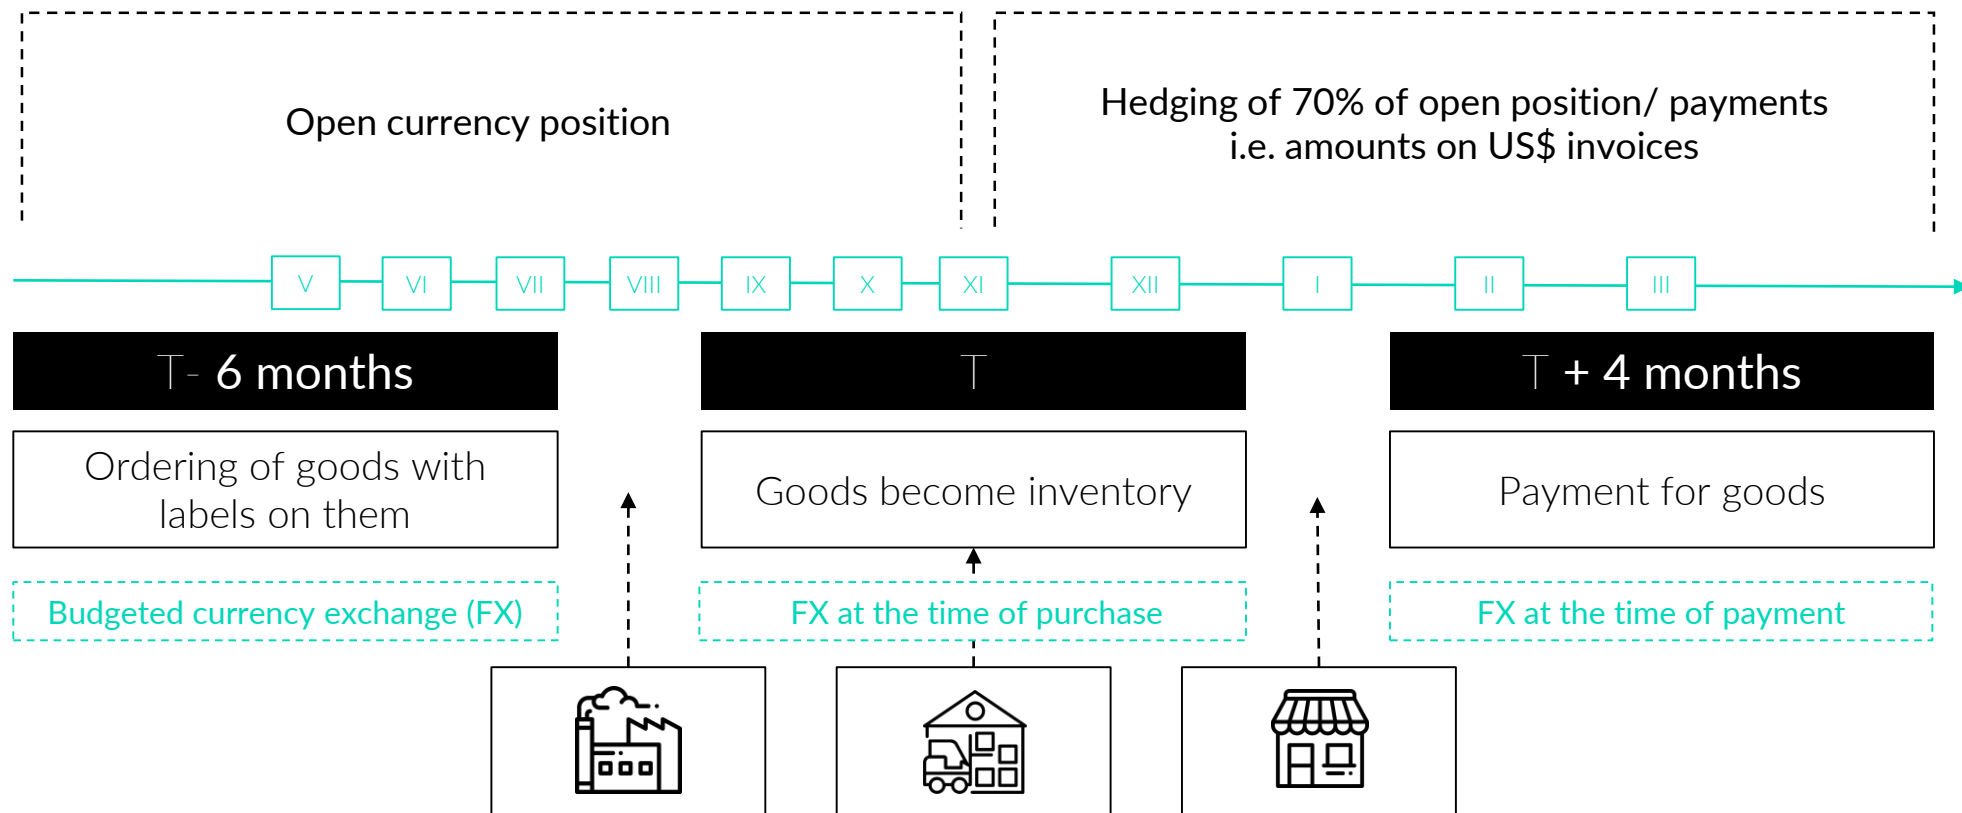 Open currency position
Hedging of 70% of open position/ payments
i.e. amounts on US$ invoices
V
VI
VII
VIII
IX
X
XI
XII
I
II
III
T- 6 months
T
T + 4 months
Ordering of goods with
labels on them
Goods become inventory
Payment for goods
Budgeted currency exchange (FX)
FX at the time of purchase
FX at the time of payment